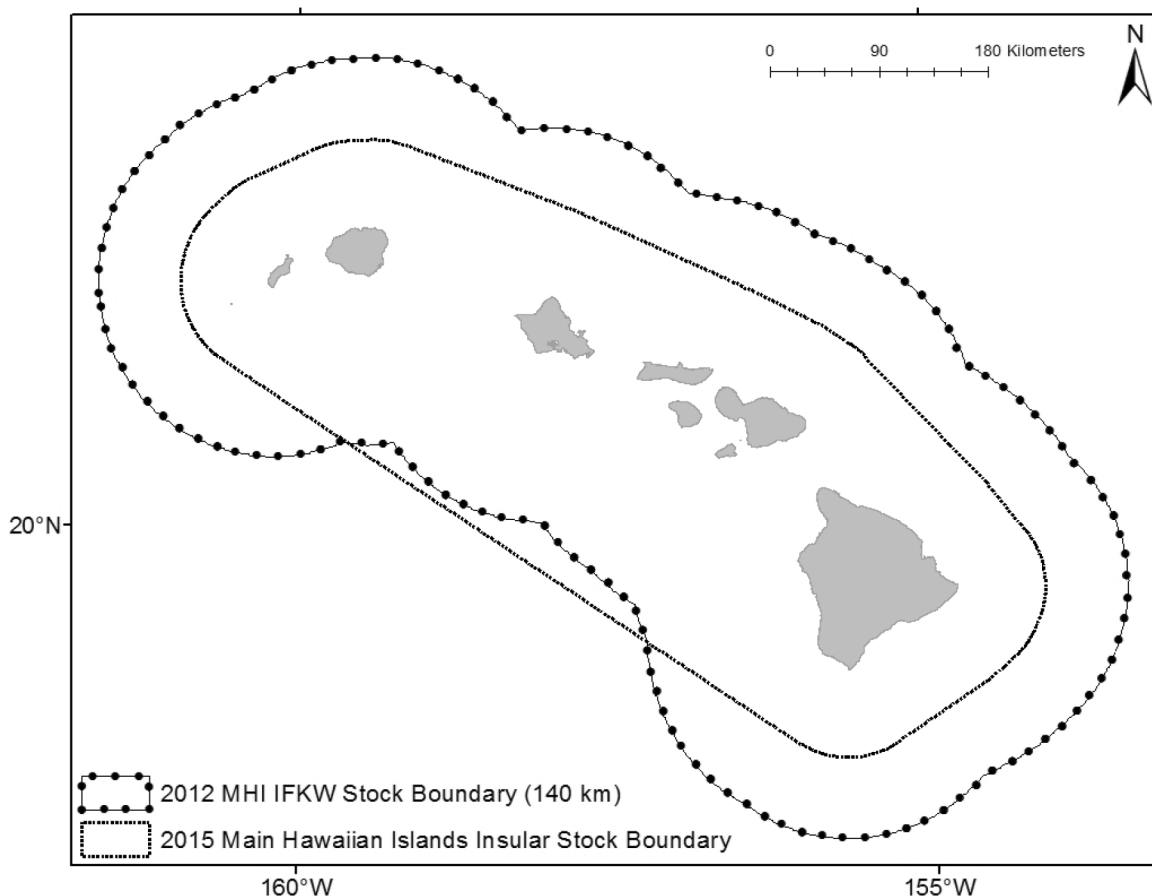 0 90 180 Kilometers
N
20°N
2012 MHI IFKW Stock Boundary (140 km)
2015 Main Hawaiian Islands Insular Stock Boundary
160°W 155°W